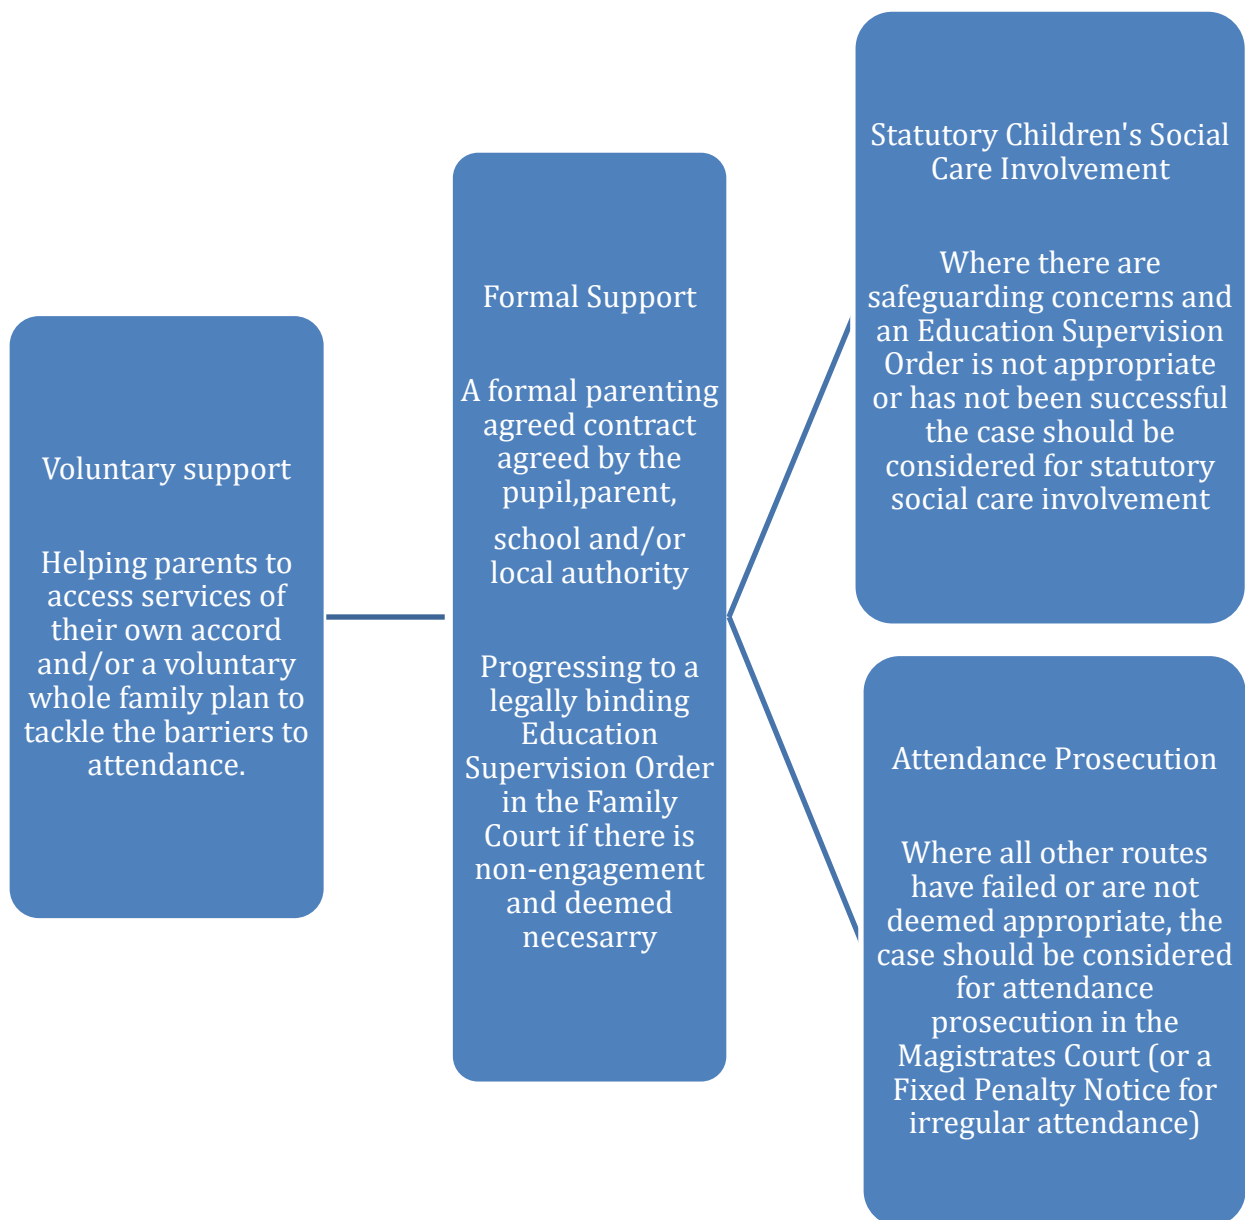 Voluntary support
Helping parents to
access services of
their own accord
and/or a voluntary
whole family plan to
tackle the barriers to
attendance.
Formal Support
A formal parenting
agreed contract
agreed by the
pupil,parent,
school and/or
local authority
Progressing to a
legally binding
Education
Supervision Order
in the Family
Court if there is
non-engagement
and deemed
necesarry
Statutory Children's Social
Care Involvement
Where there are
safeguarding concerns and
an Education Supervision
Order is not appropriate
or has not been successful
the case should be
considered for statutory
social care involvement
Attendance Prosecution
Where all other routes
have failed or are not
deemed appropriate, the
case should be considered
for attendance
prosecution in the
Magistrates Court (or a
Fixed Penalty Notice for
irregular attendance)